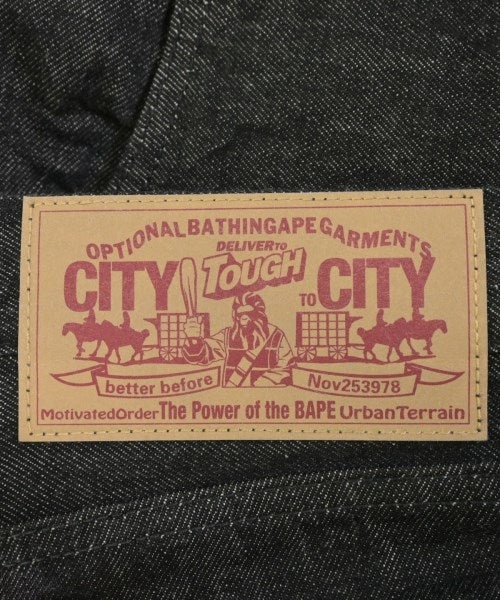 OPTIONAL BATHINGAPE GARMENTS
DELIVER TO
CITY TOUGH TO CITY
better before Nov253978
MotivatedOrder The Power of the BAPE UrbanTerrain